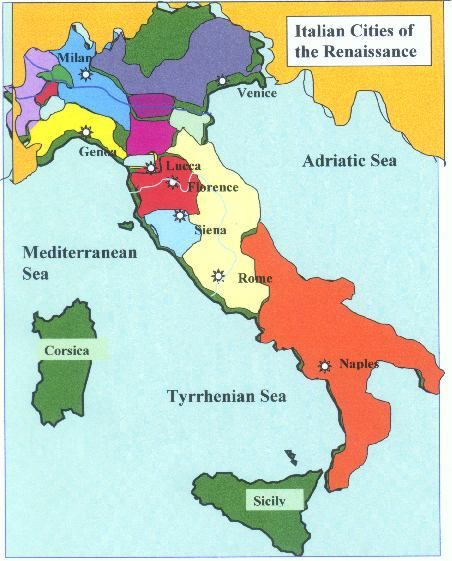 Italian Cities of
the Renaissance
Milan
Venice
Genoa
Adriatic Sea
Lucca
Florence
Siena
Mediterranean
Sea
Rome
Corsica
Naples
Tyrrhenian Sea
Sicily